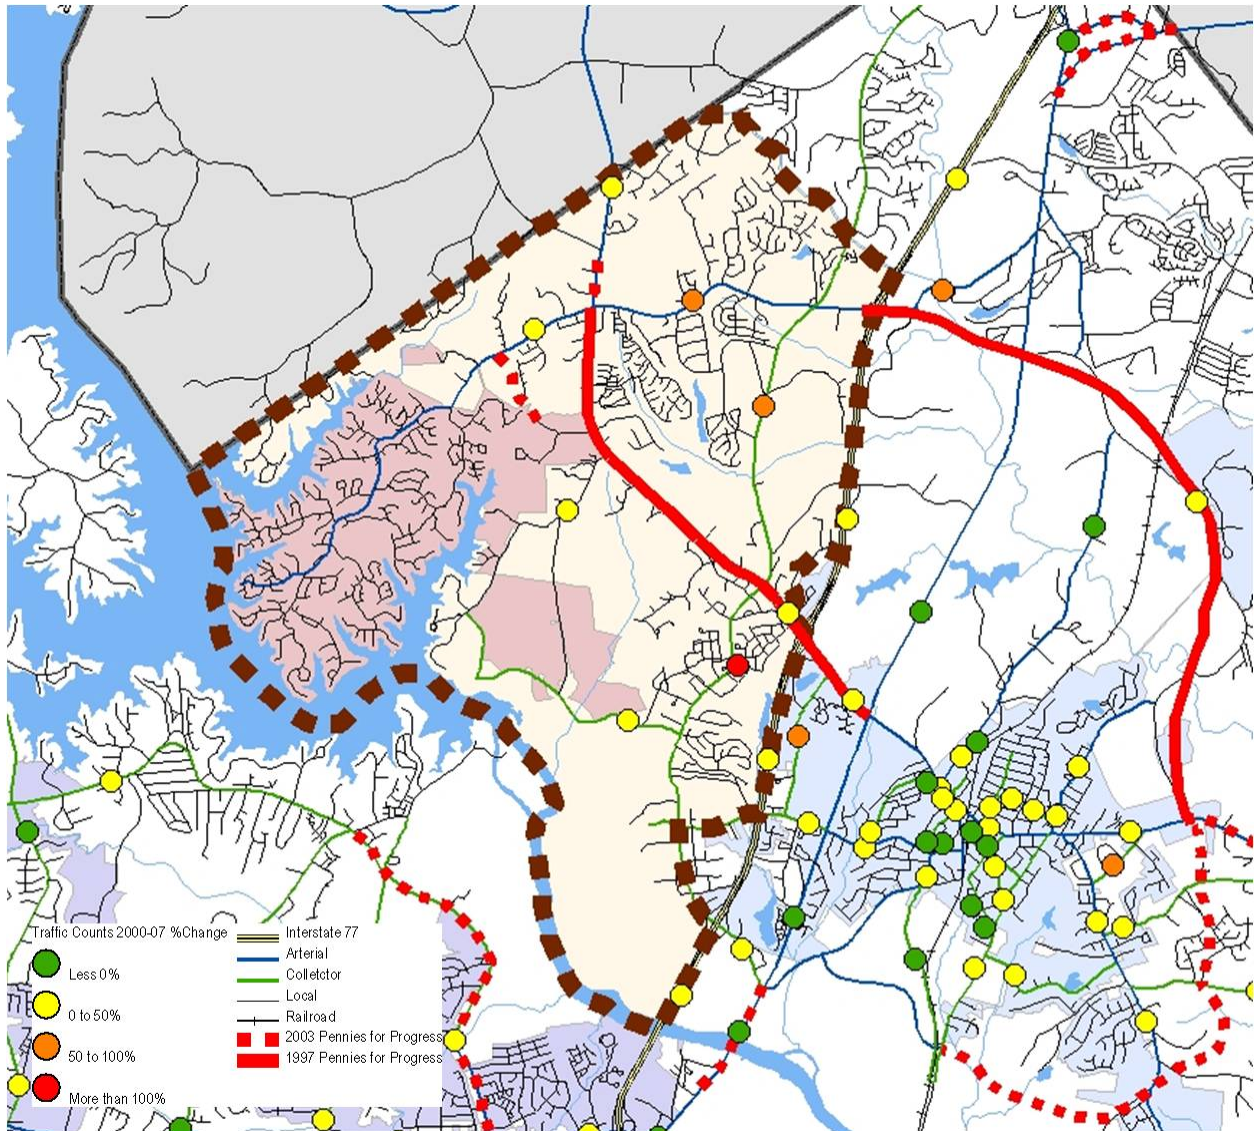 Traffic Counts 2000-07 %Change
Less 0%
0 to 50%
50 to 100%
More than 100%
Interstate 77
Arterial
Colletctor
Local
Railroad
2003 Pennies for Progress
1997 Pennies for Progress